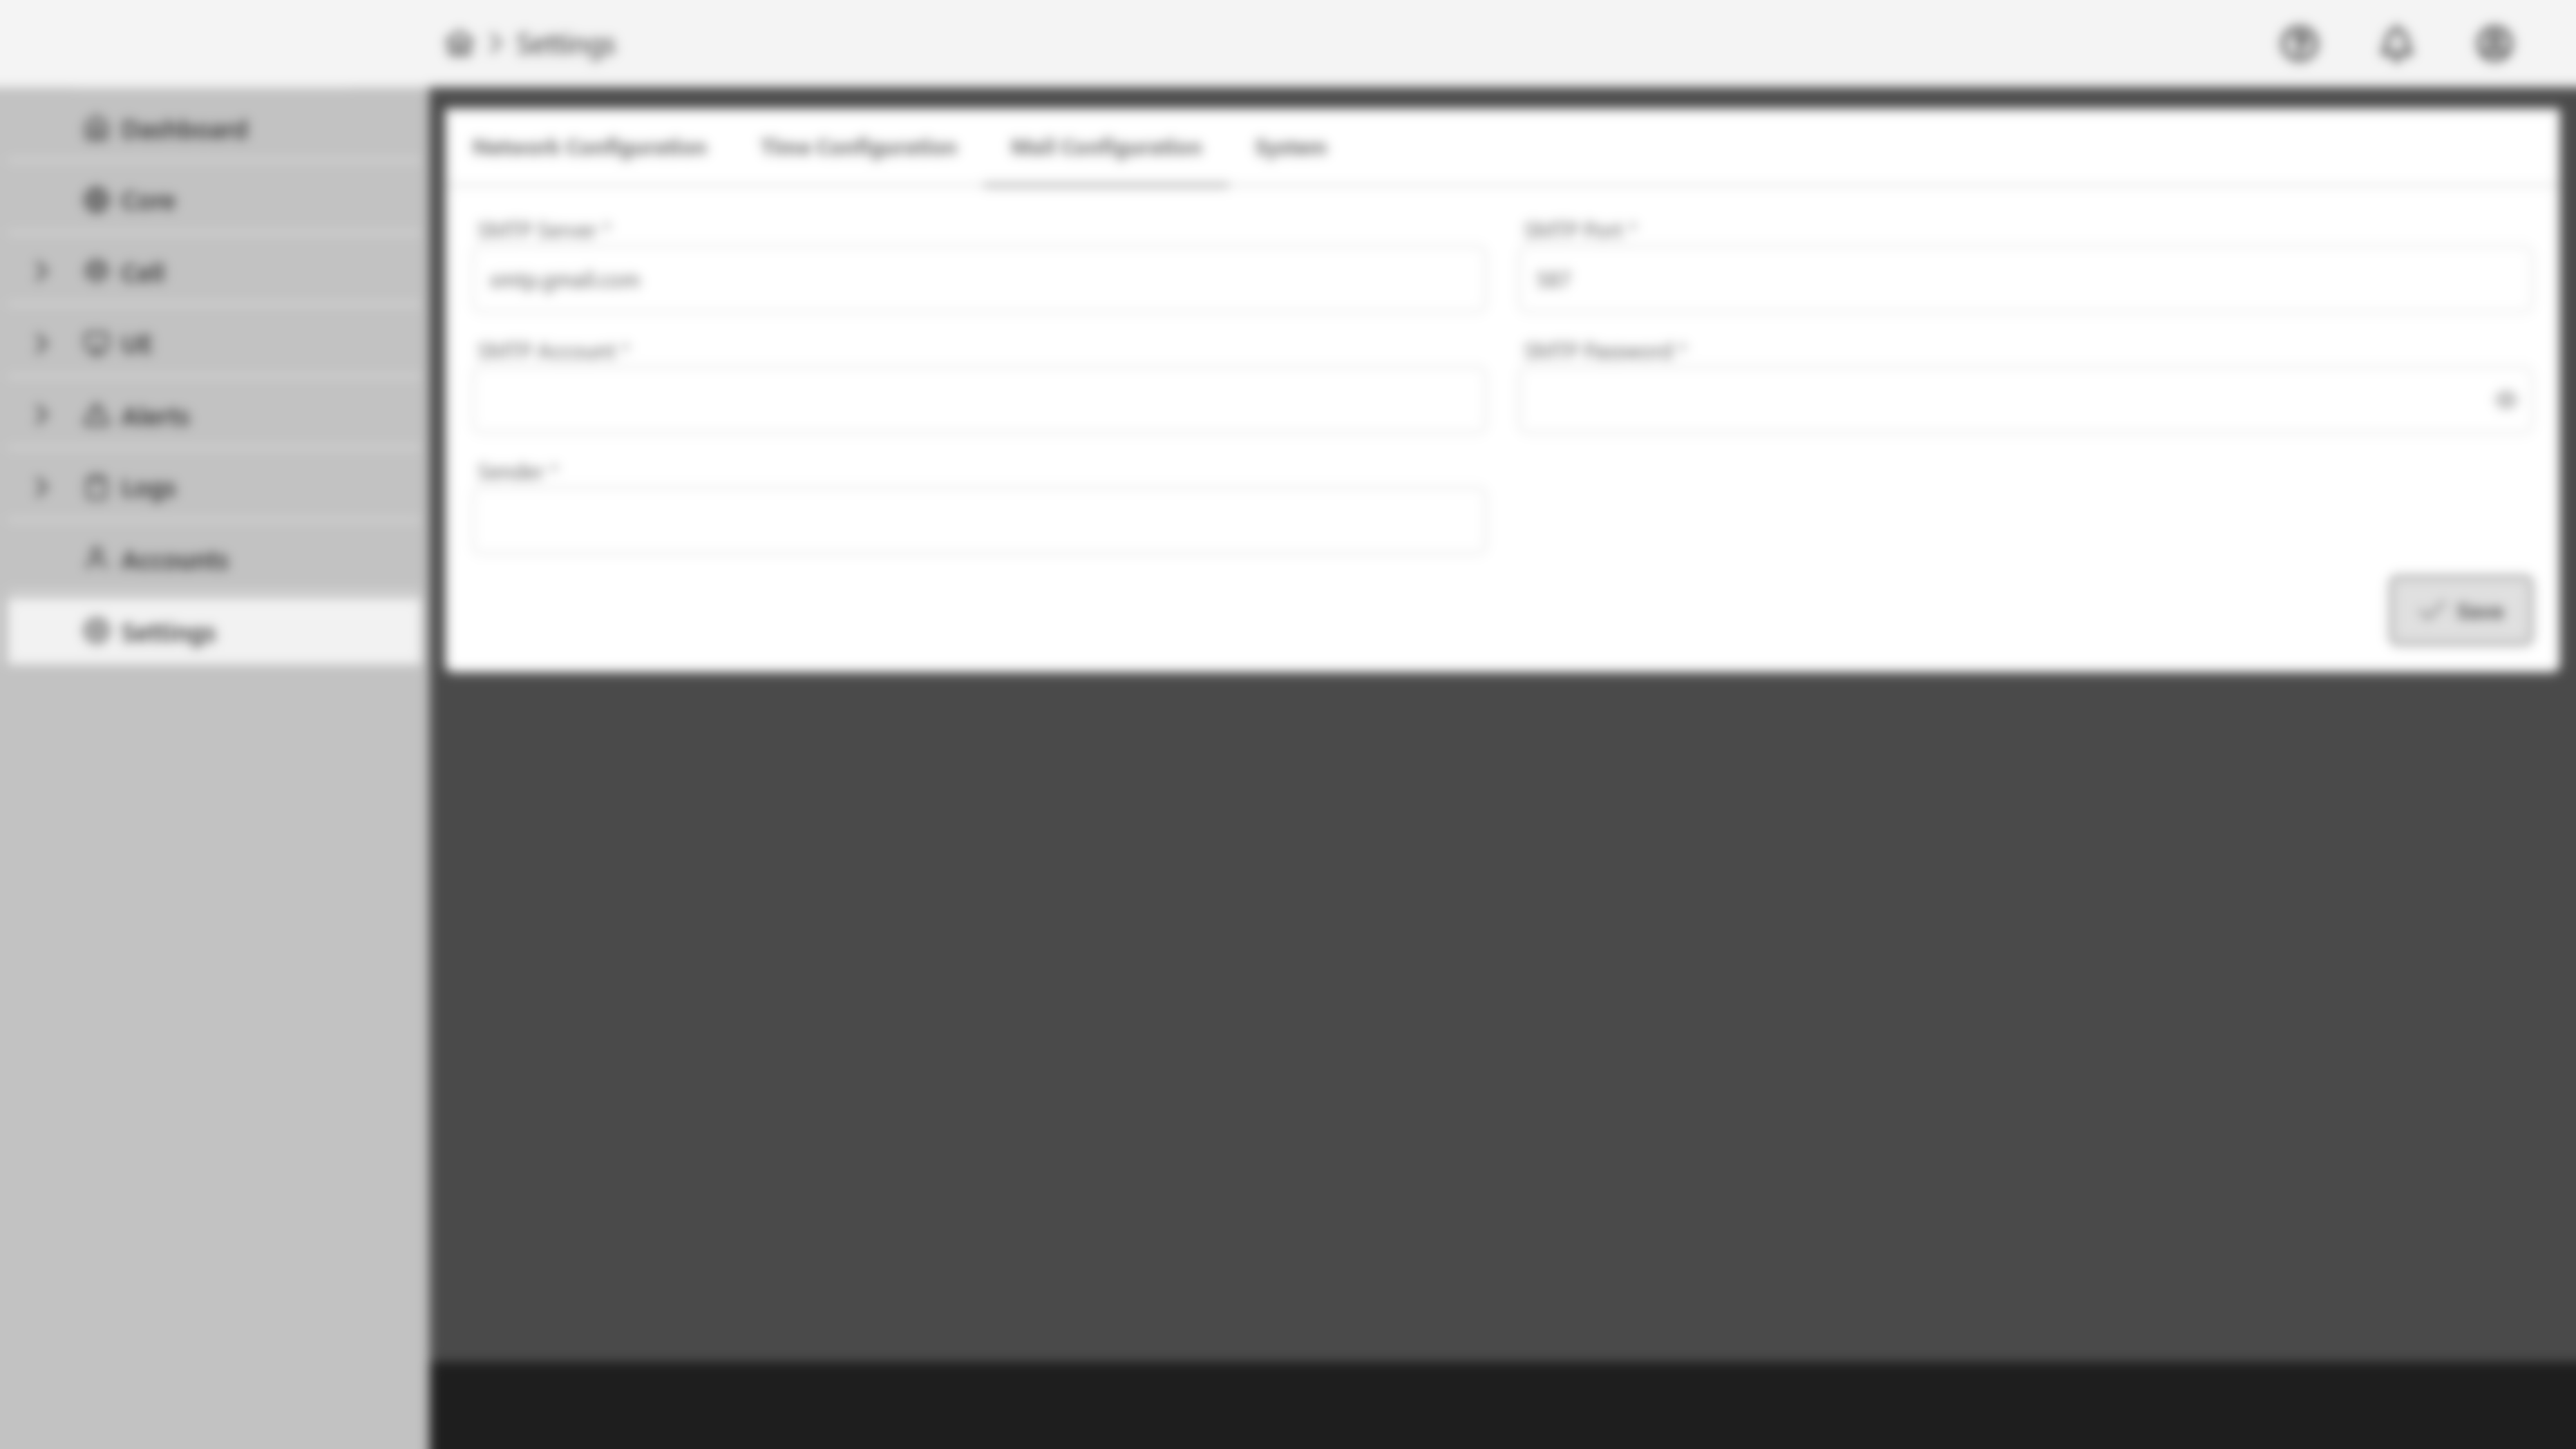 Settings
Dashboard
Core
Cell
UE
Alerts
Logs
Accounts
Settings
Network Configuration
Time Configuration
Mail Configuration
System
SMTP Server *
SMTP Port *
smtp.gmail.com
587
SMTP Account *
SMTP Password *
Sender *
Save